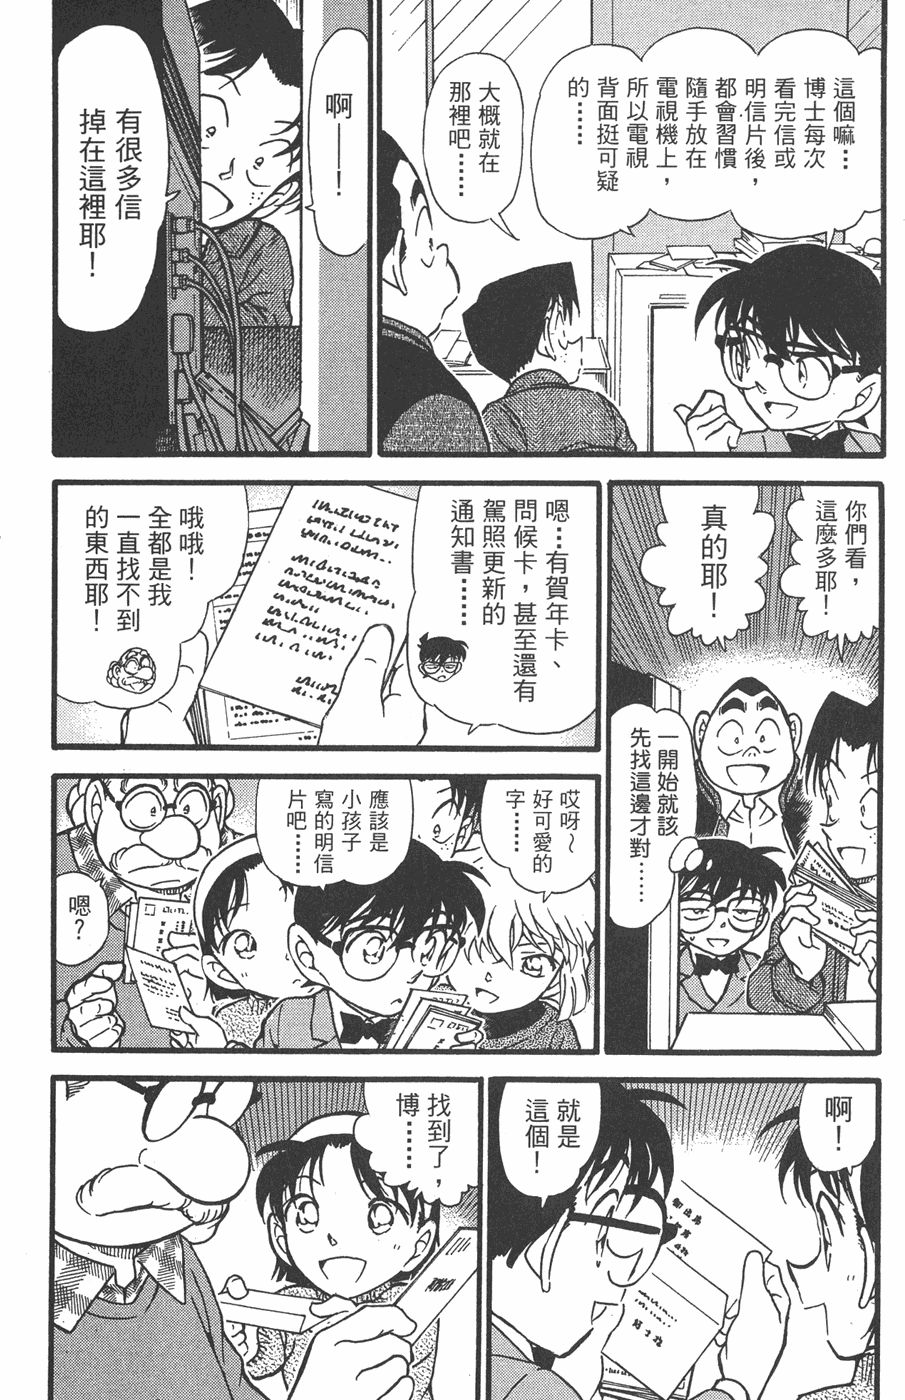 這個嘛…
博士每次
看完信或
明信片後，
都會習慣
隨手放在
電視機上，
所以電視
背面挺可疑
的……
大概就在
那裡吧……
啊——！
有很多信
掉在這裡耶！
你們看，
這麼多耶！
真的耶！
一開始就該
先找這邊才對……
嗯…有賀年卡、
問候卡，甚至還有
駕照更新的
通知書……
哦哦！
全都是我
一直找不到
的東西耶！
哎呀～
好可愛的
字……
應該是
小孩子
寫的明信
片吧……
嗯？
啊！
就是
這個！
找到了，
博……